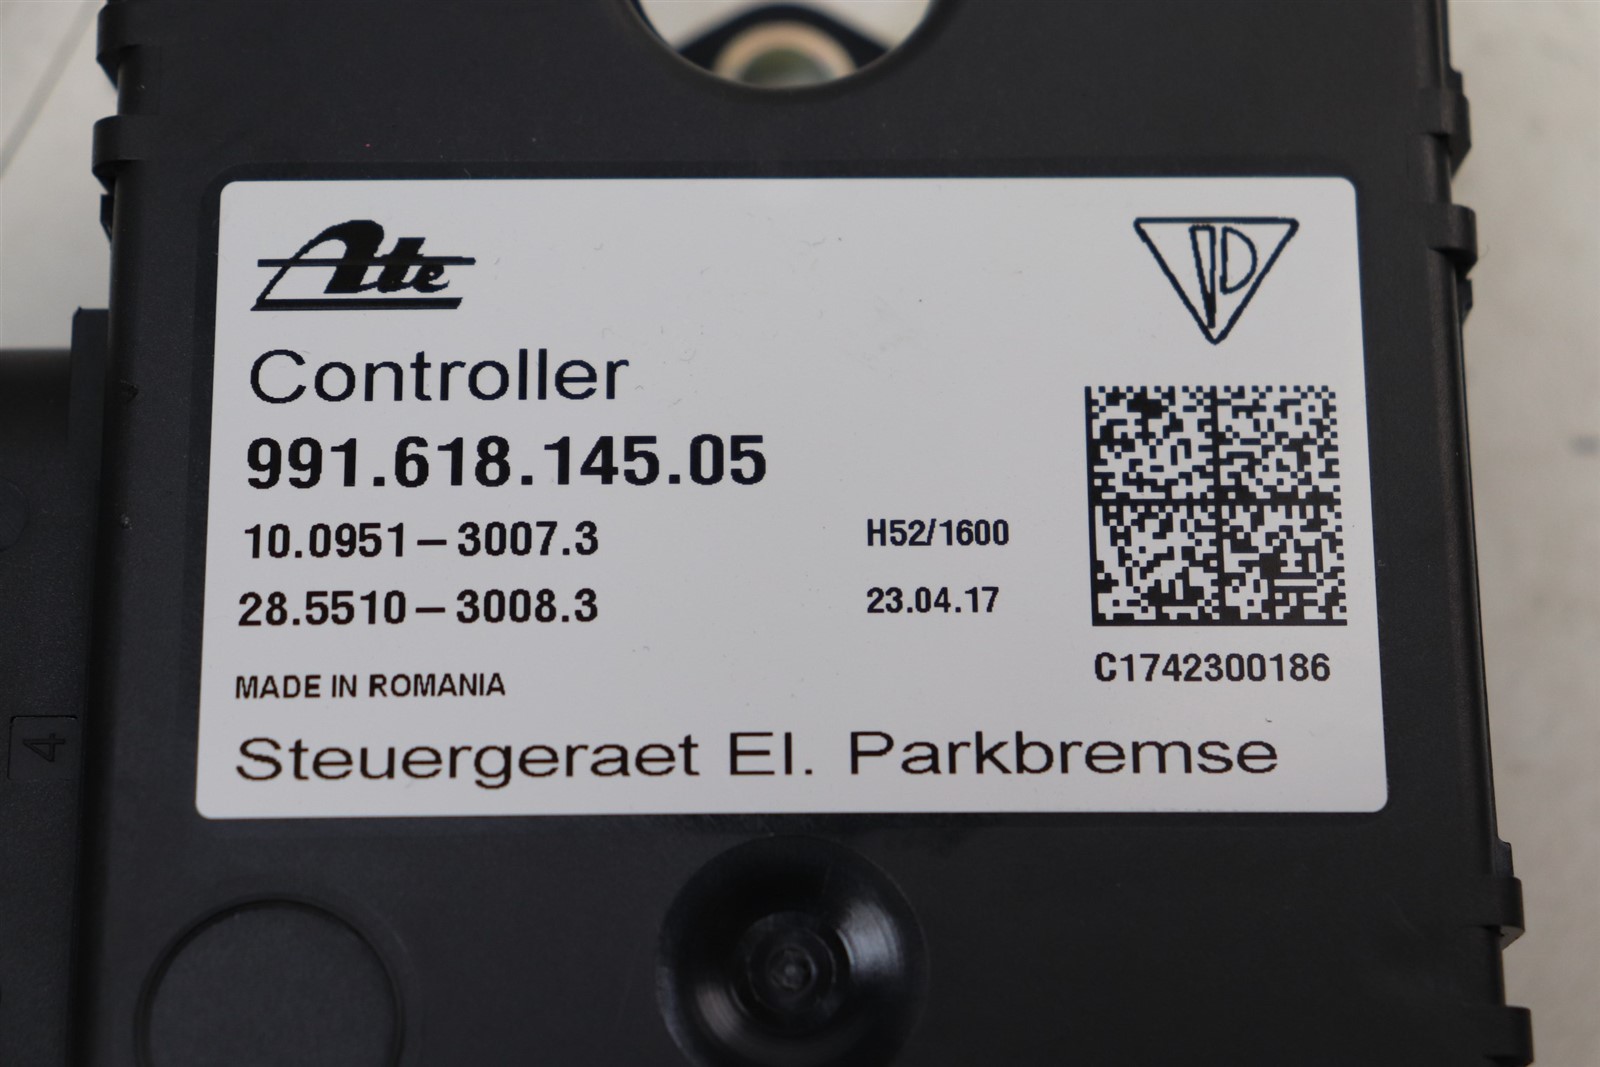 Ate
Controller
991.618.145.05
10.0951-3007.3
H52/1600
28.5510-3008.3
23.04.17
C1742300186
MADE IN ROMANIA
Steuergeraet El. Parkbremse
4